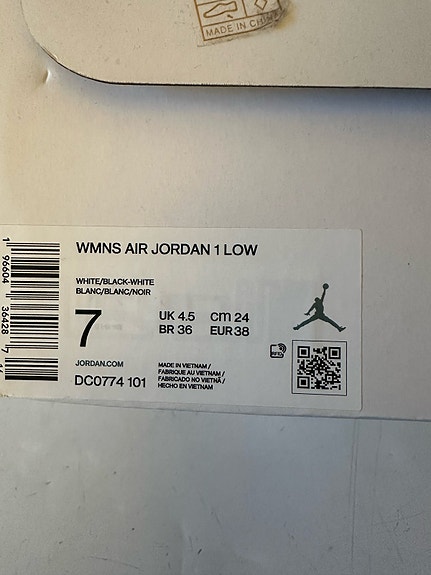 MADE IN CHINA
WMNS AIR JORDAN 1 LOW
WHITE/BLACK-WHITE
BLANC/BLANC/NOIR
7
UK 4.5 cm 24
BR 36 EUR 38
RFID
JORDAN.COM
DC0774 101
MADE IN VIETNAM /
FABRIQUE AU VIETNAM /
FABRICADO NO VIETNÃ /
HECHO EN VIETNAM
1 96604 36428 7